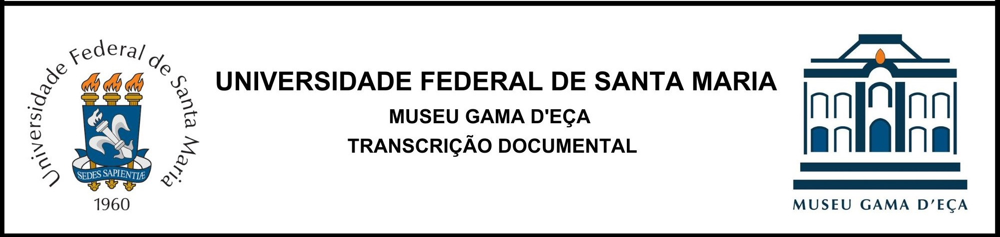 Universidade Federal de Santa Maria
SEDES SAPIENTIÆ
1960
UNIVERSIDADE FEDERAL DE SANTA MARIA
MUSEU GAMA D'EÇA
TRANSCRIÇÃO DOCUMENTAL
MUSEU GAMA D'EÇA